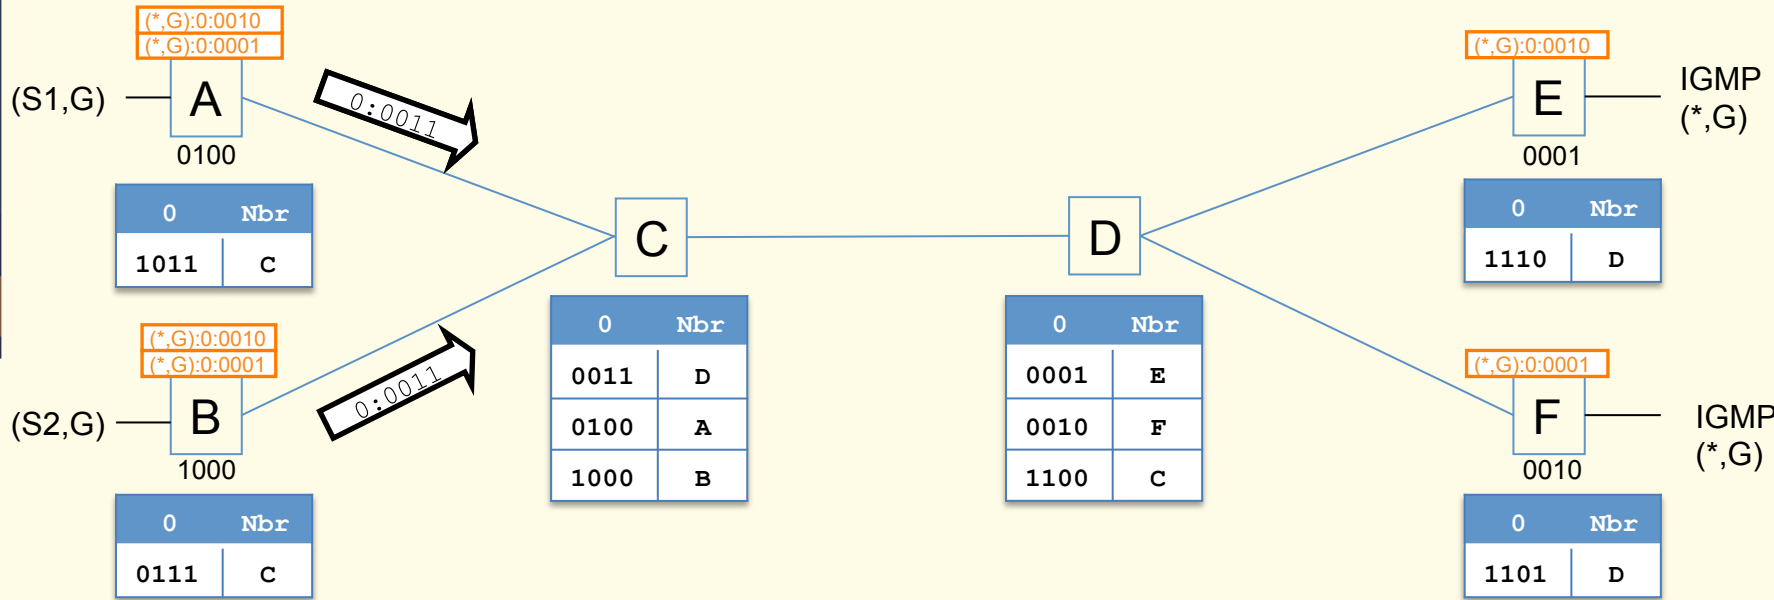 (*,G):0:0010
(*,G):0:0001
(S1,G)
A
0100
0:0011
0 Nbr
1011 C
(*,G):0:0010
(*,G):0:0001
(S2,G)
B
1000
0:0011
0 Nbr
0111 C
C
0 Nbr
0011 D
0100 A
1000 B
D
0 Nbr
0001 E
0010 F
1100 C
(*,G):0:0010
E
IGMP
(*,G)
0001
0 Nbr
1110 D
(*,G):0:0001
F
IGMP
(*,G)
0010
0 Nbr
1101 D